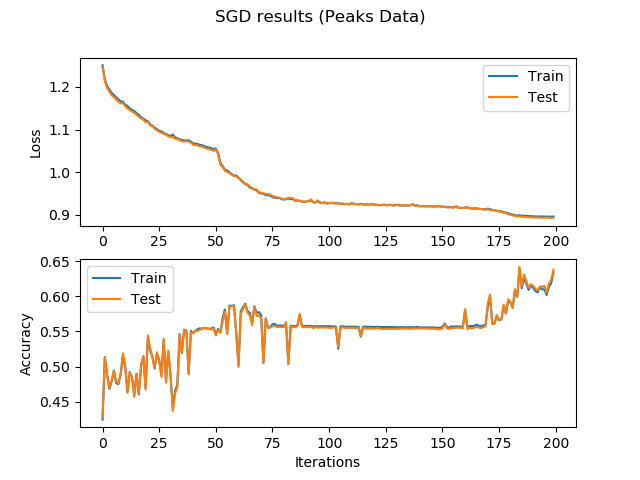 SGD results (Peaks Data)
1.2
1.1
1.0
0.9
Loss
Train
Test
0 25 50 75 100 125 150 175 200
0.65
0.60
0.55
0.50
0.45
Accuracy
Train
Test
0 25 50 75 100 125 150 175 200
Iterations